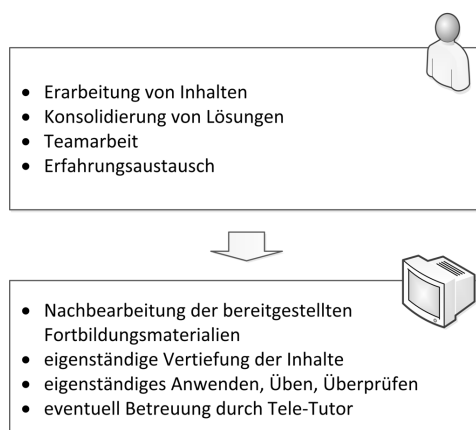 • Erarbeitung von Inhalten
• Konsolidierung von Lösungen
• Teamarbeit
• Erfahrungsaustausch
• Nachbearbeitung der bereitgestellten
Fortbildungsmaterialien
• eigenständige Vertiefung der Inhalte
• eigenständiges Anwenden, Üben, Überprüfen
• eventuell Betreuung durch Tele-Tutor